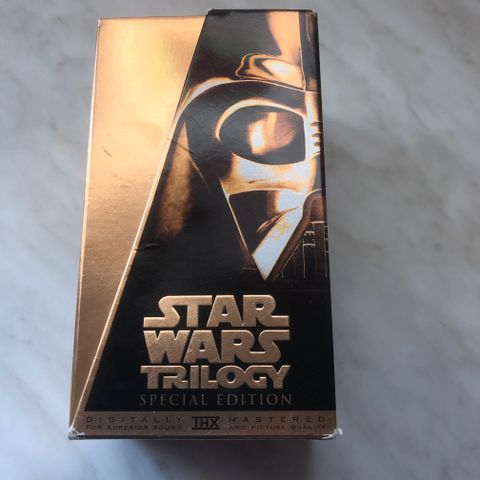 STAR
WARS
TRILOGY
SPECIAL EDITION
DIGITALLY THX MASTERED
FOR SUPERIOR SOUND AND PICTURE QUALITY